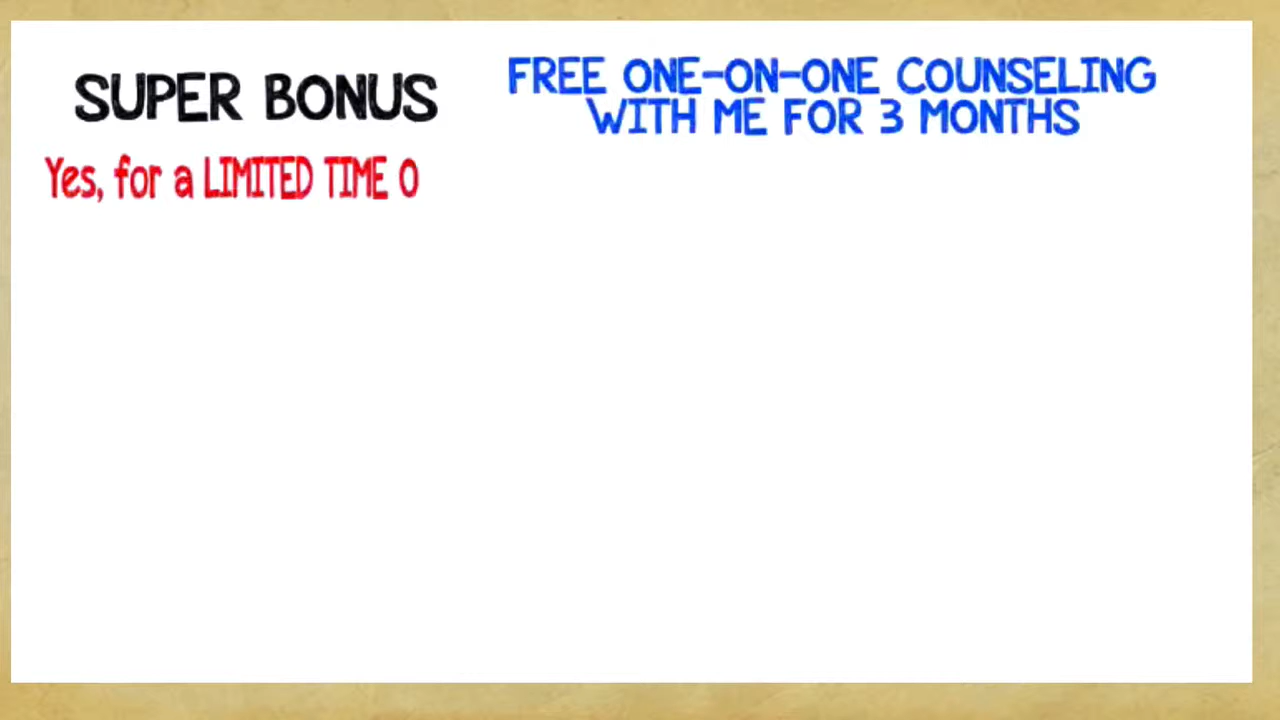 SUPER BONUS
FREE ONE-ON-ONE COUNSELING
WITH ME FOR 3 MONTHS
Yes, for a LIMITED TIME O